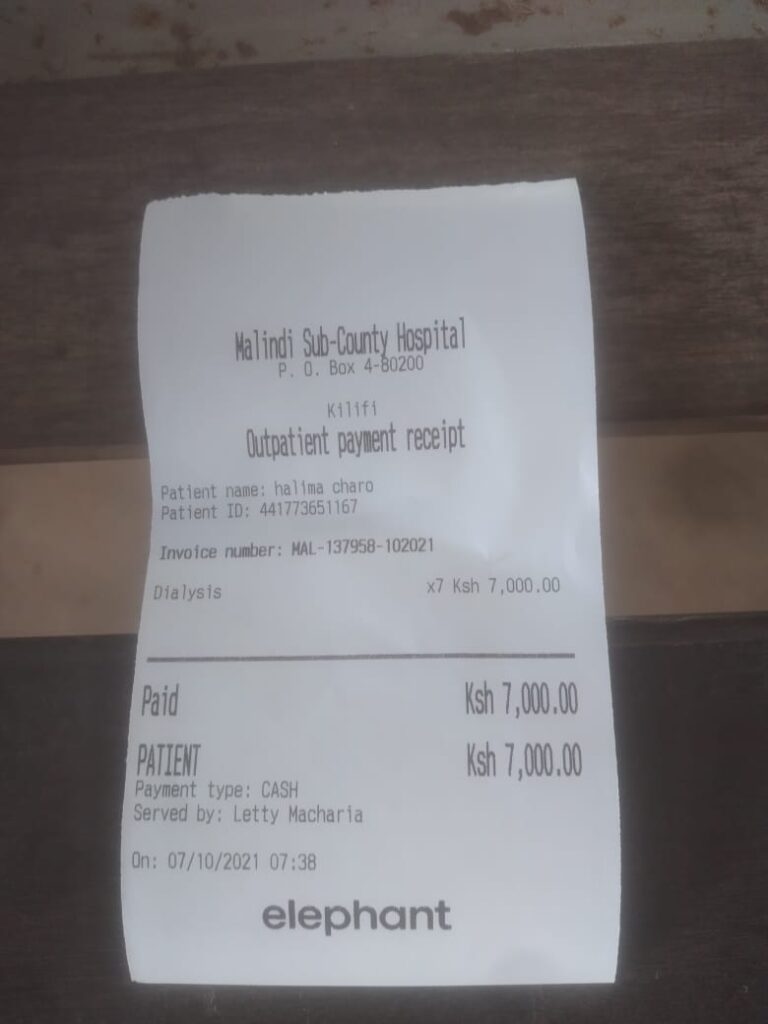 Malindi Sub-County Hospital
P. O. Box 4-80200
Kilifi
Outpatient payment receipt
Patient name: halima charo
Patient ID: 441773651167
Invoice number: MAL-137958-102021
Dialysis x7 Ksh 7,000.00
Paid Ksh 7,000.00
PATIENT Ksh 7,000.00
Payment type: CASH
Served by: Letty Macharia
On: 07/10/2021 07:38
elephant